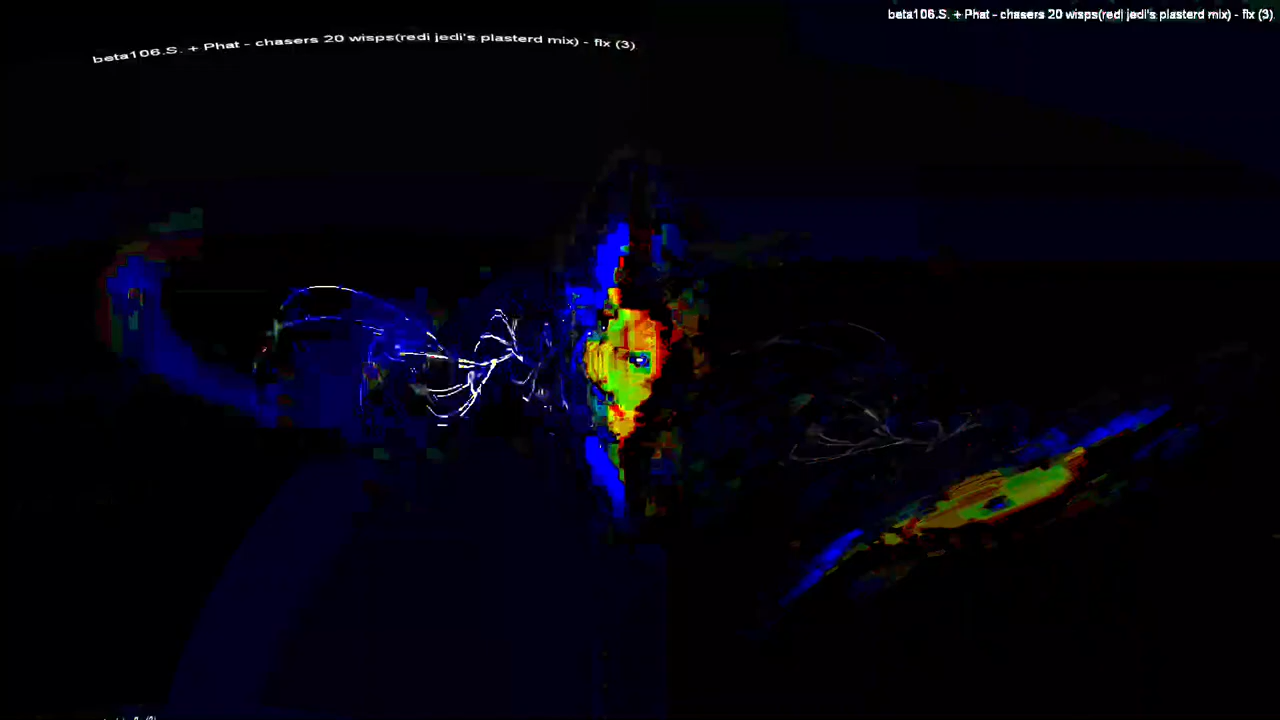 beta106.S. + Phat - chasers 20 wisps(redi jedi's plasterd mix) - fix (3)
beta106.S. + Phat - chasers 20 wisps(redi jedi's plasterd mix) - fix (3)